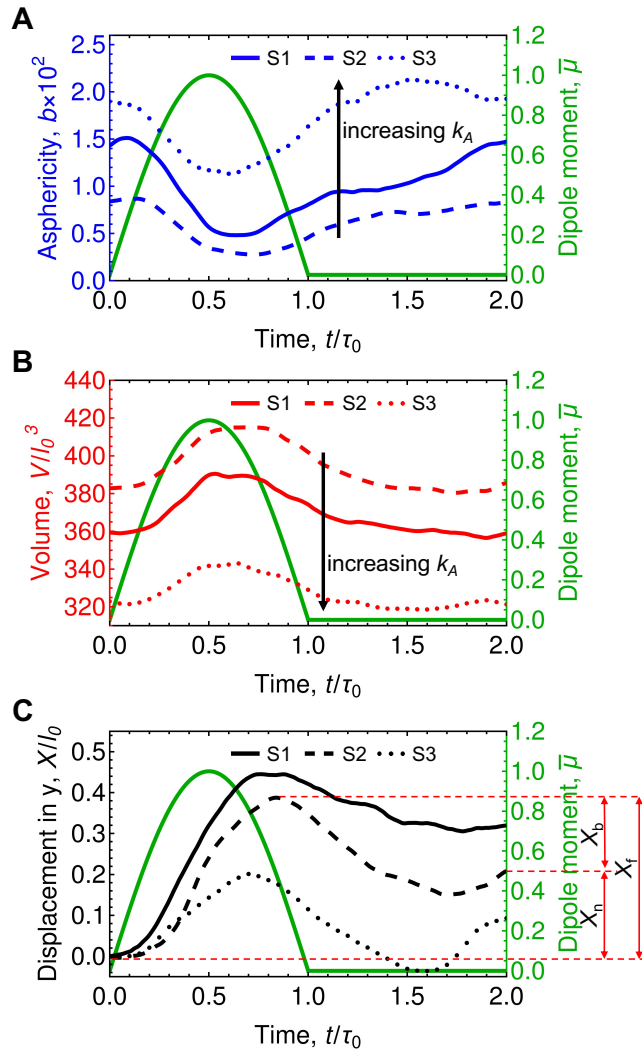 A
Asphericity, b×10²
2.5
2.0
1.5
1.0
0.5
0.0
S1 S2 S3
increasing k_A
1.2
1.0
0.8
0.6
0.4
0.2
0.0
Dipole moment, μ̅
0.0 0.5 1.0 1.5 2.0
Time, t/τ₀
B
Volume, V/l₀³
440
420
400
380
360
340
320
S1 S2 S3
increasing k_A
1.2
1.0
0.8
0.6
0.4
0.2
0.0
Dipole moment, μ̅
0.0 0.5 1.0 1.5 2.0
Time, t/τ₀
C
Displacement in y, X/l₀
0.5
0.4
0.3
0.2
0.1
0.0
S1 S2 S3
1.2
1.0
0.8
0.6
0.4
0.2
0.0
Dipole moment, μ̅
X_b
X_n
X_f
0.0 0.5 1.0 1.5 2.0
Time, t/τ₀